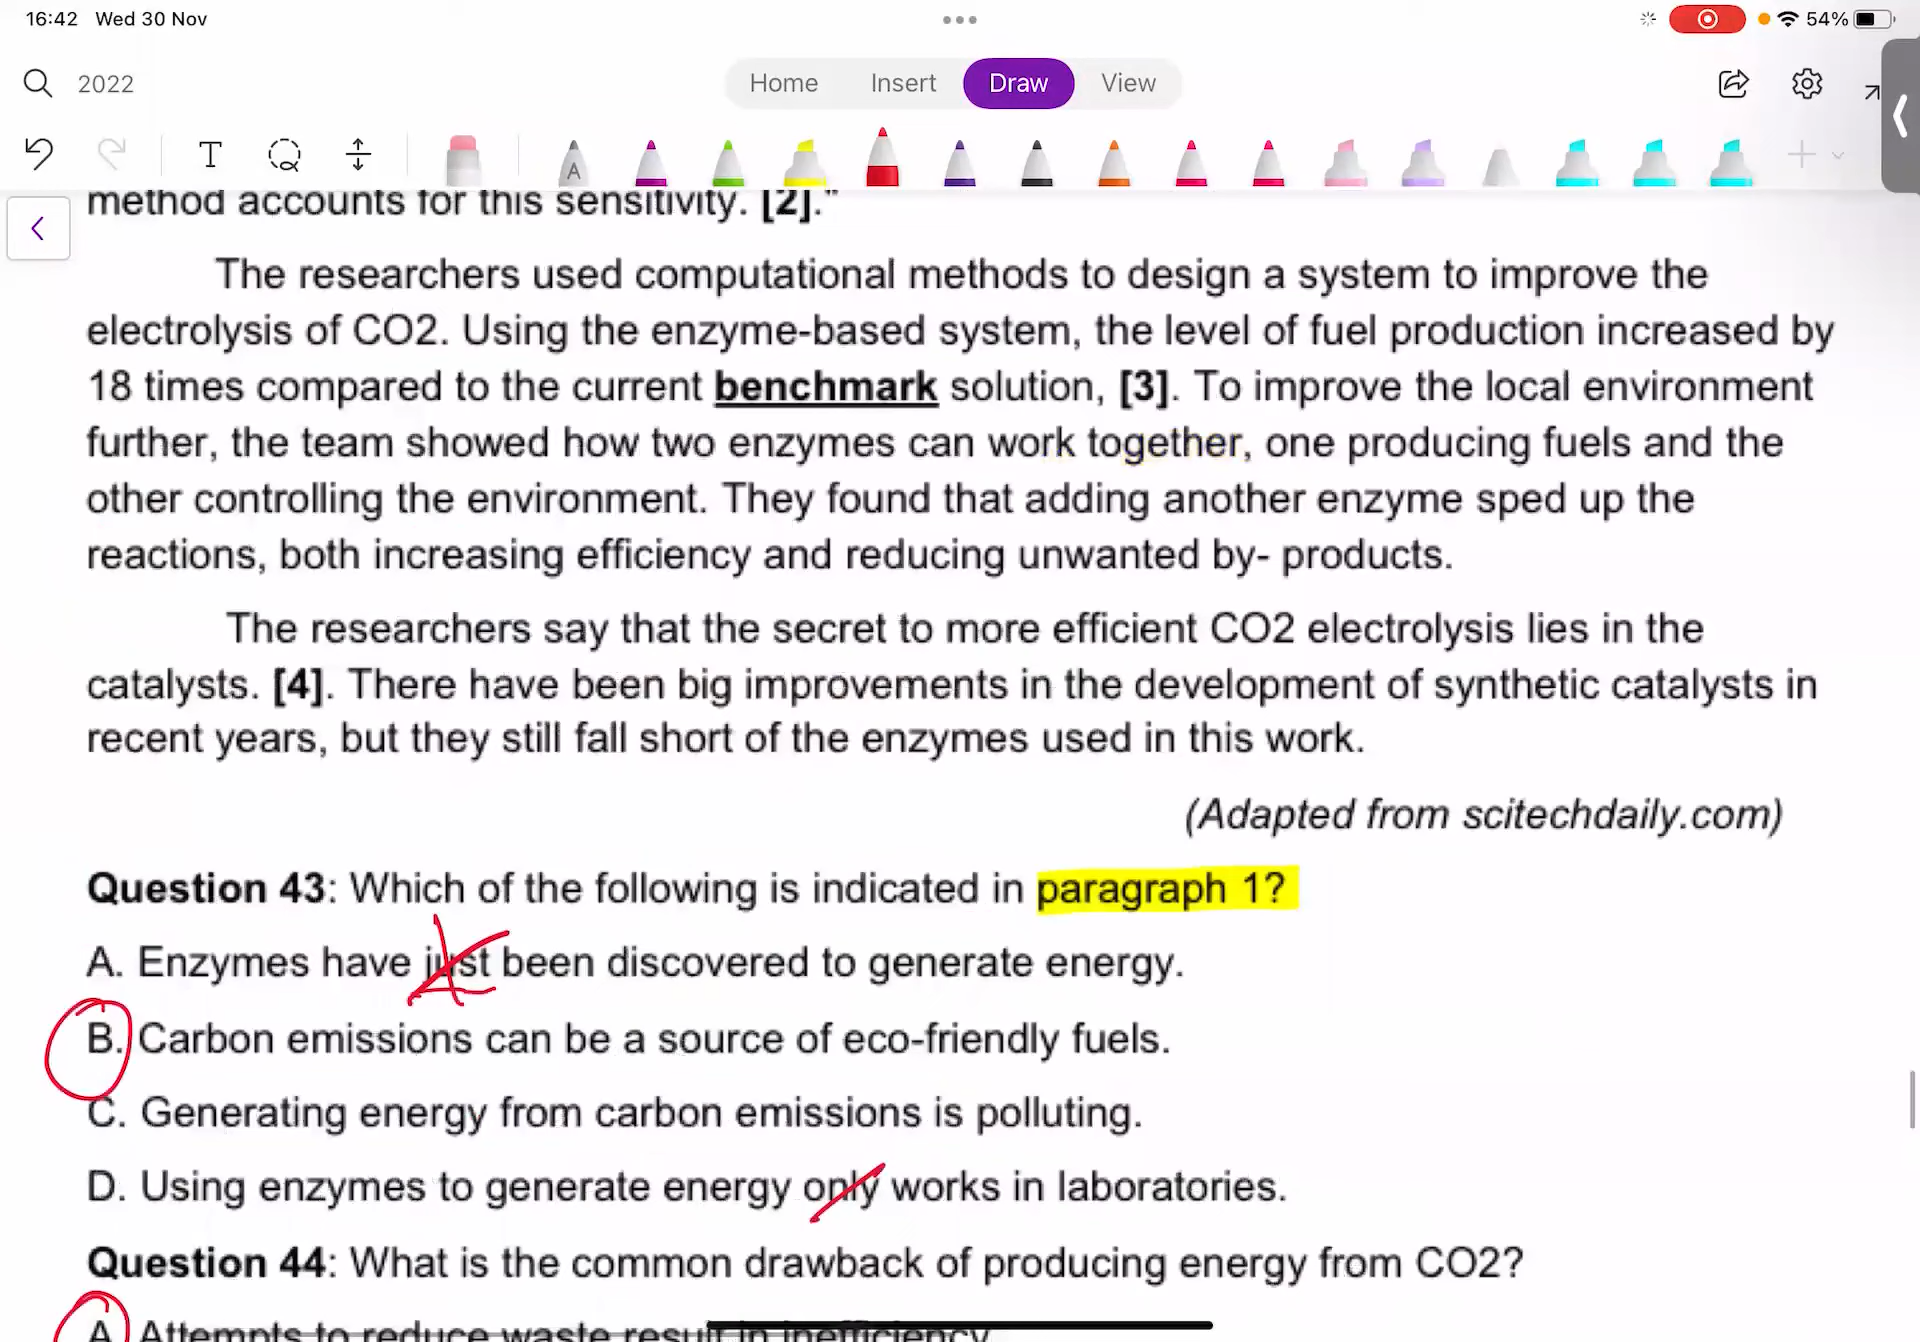 16:42 Wed 30 Nov
54%
2022
Home Insert Draw View
T
A
method accounts for this sensitivity. [2]."
The researchers used computational methods to design a system to improve the
electrolysis of CO2. Using the enzyme-based system, the level of fuel production increased by
18 times compared to the current benchmark solution, [3]. To improve the local environment
further, the team showed how two enzymes can work together, one producing fuels and the
other controlling the environment. They found that adding another enzyme sped up the
reactions, both increasing efficiency and reducing unwanted by- products.
The researchers say that the secret to more efficient CO2 electrolysis lies in the
catalysts. [4]. There have been big improvements in the development of synthetic catalysts in
recent years, but they still fall short of the enzymes used in this work.
(Adapted from scitechdaily.com)
Question 43: Which of the following is indicated in paragraph 1?
A. Enzymes have just been discovered to generate energy.
B. Carbon emissions can be a source of eco-friendly fuels.
C. Generating energy from carbon emissions is polluting.
D. Using enzymes to generate energy only works in laboratories.
Question 44: What is the common drawback of producing energy from CO2?
A Attempts to reduce waste result in inefficiency